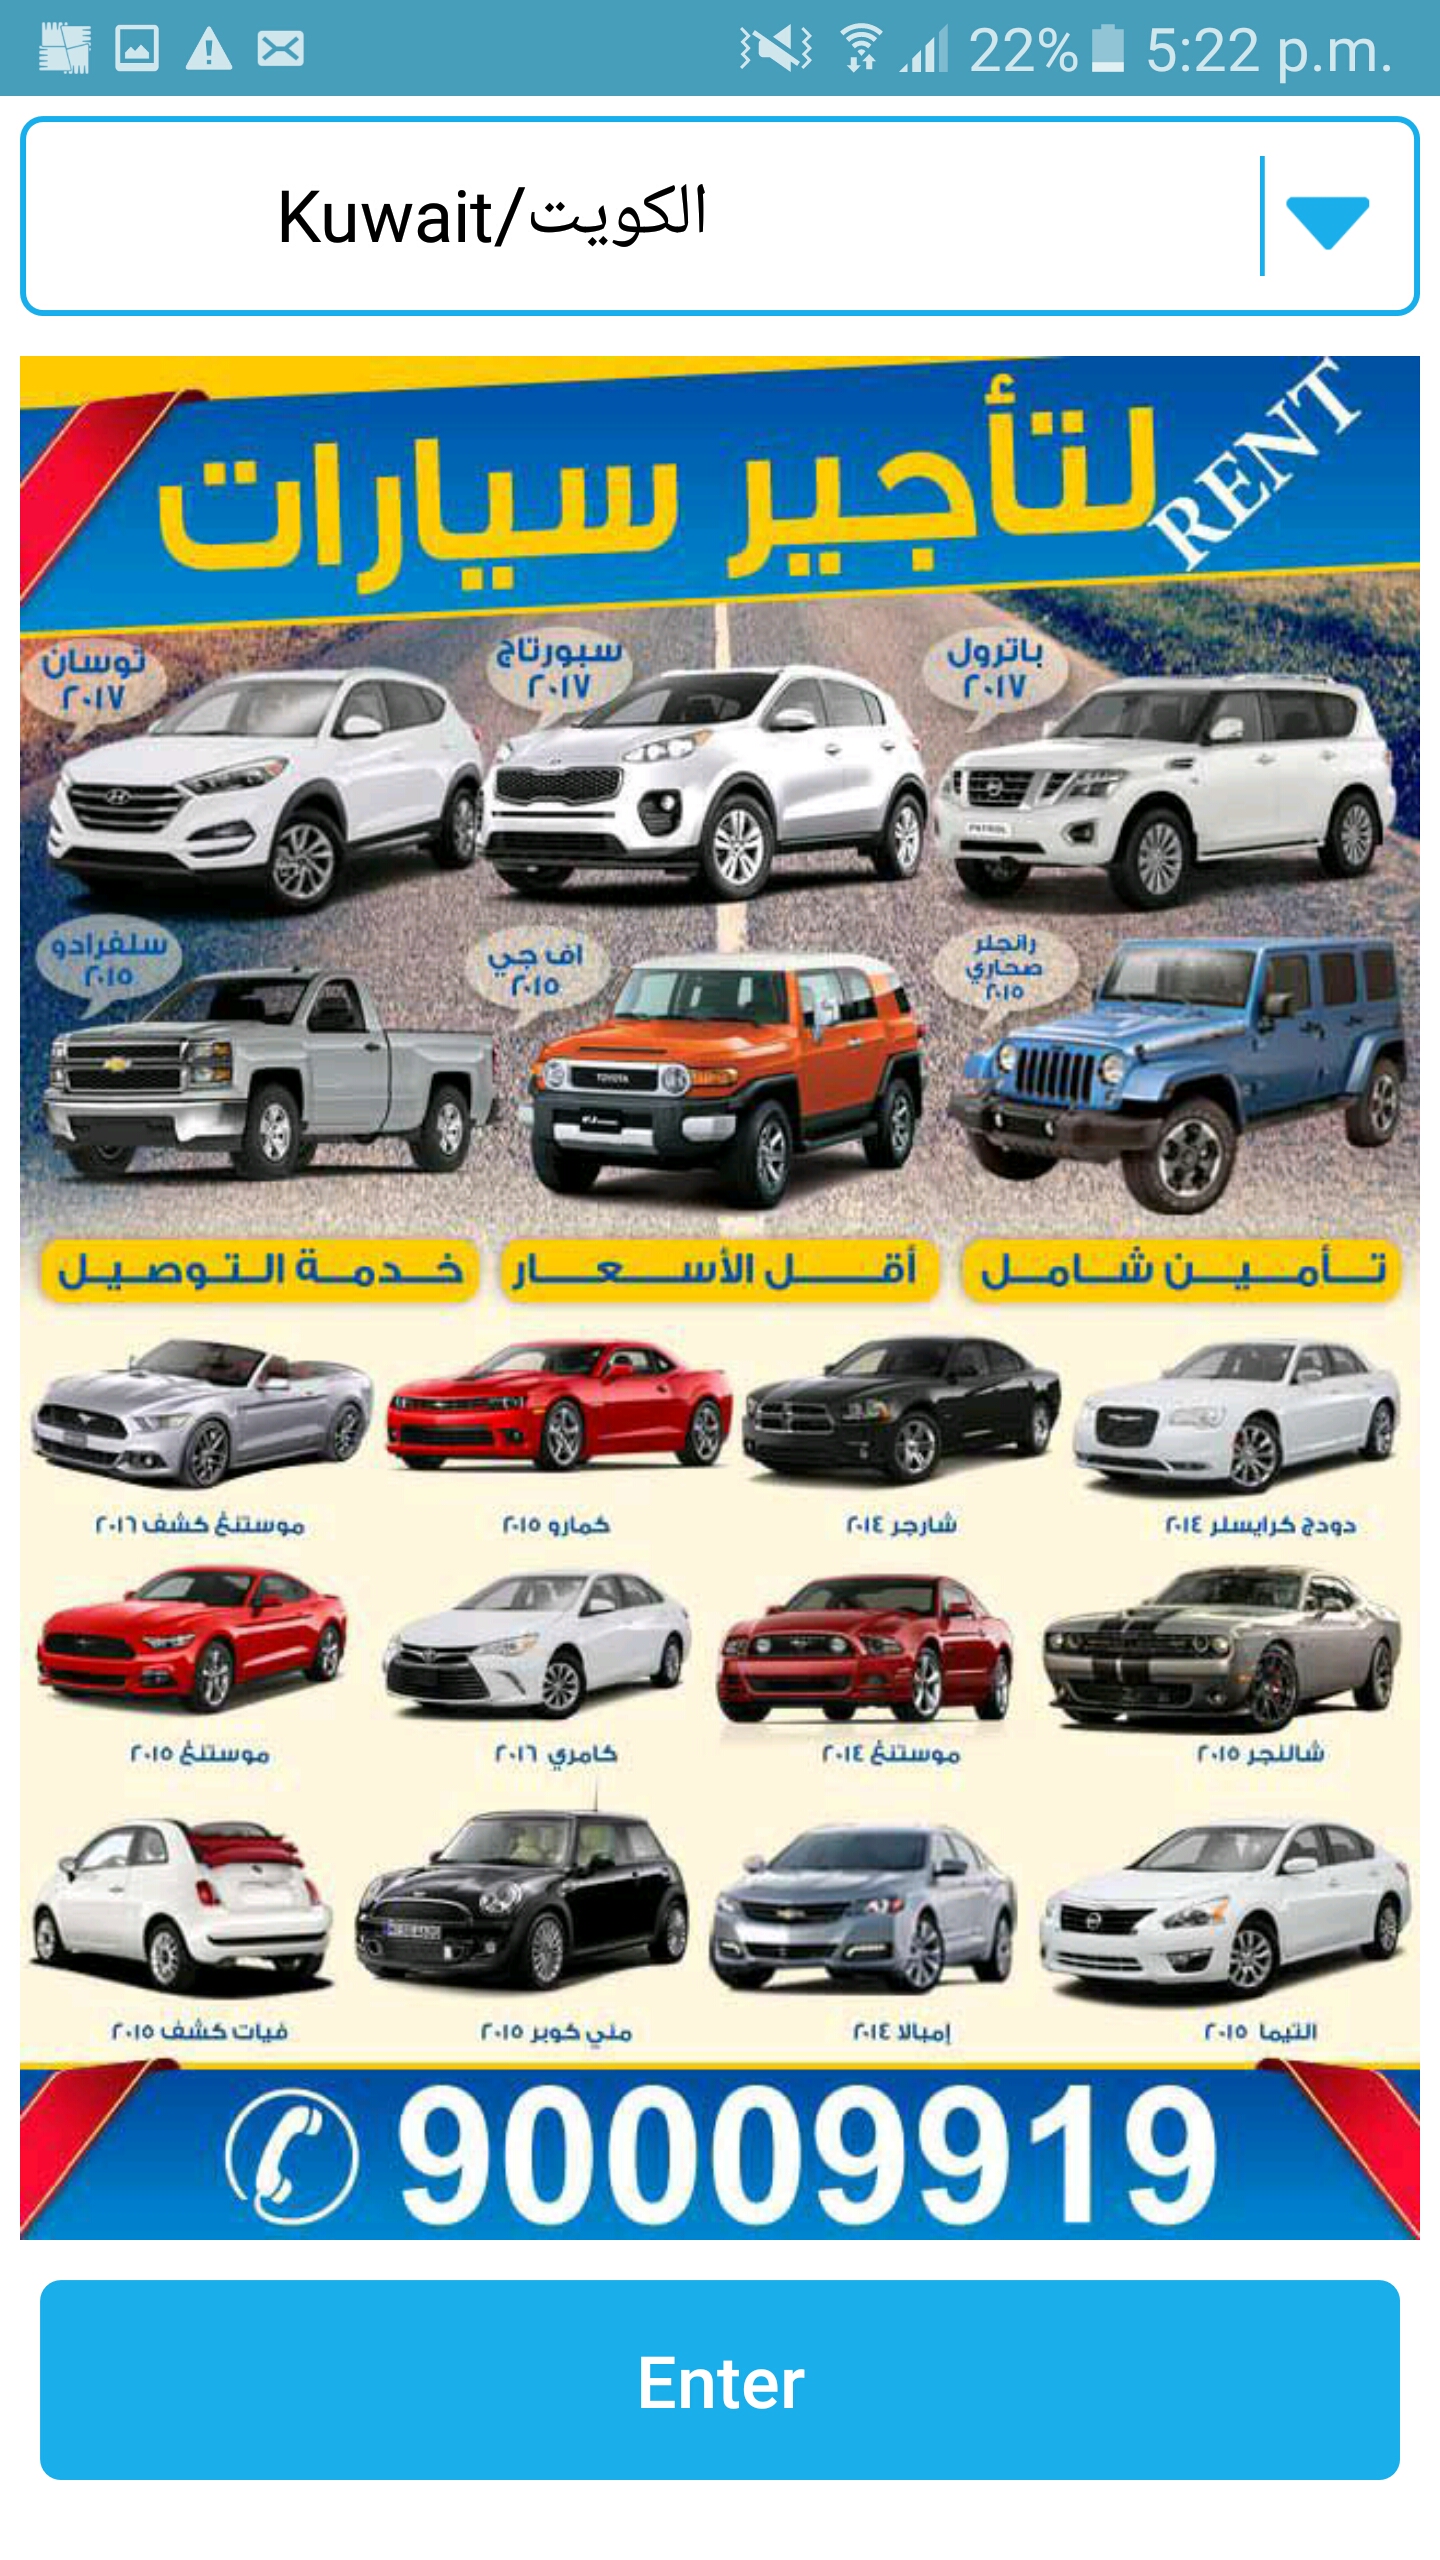 22% 5:22 p.m.
Kuwait/الكويت
لتأجير سيارات
RENT
توسان
٢٠١٧
سبورتاج
٢٠١٧
باترول
٢٠١٧
PATROL
سلفرادو
٢٠١٥
اف جي
٢٠١٥
رانجلر
صحاري
٢٠١٥
TOYOTA
تأمين شامل
أقل الأسعار
خدمة التوصيل
موستنغ كشف ٢٠١٦
كمارو ٢٠١٥
شارجر ٢٠١٤
دودج كرايسلر ٢٠١٤
موستنغ ٢٠١٥
كامري ٢٠١٦
موستنغ ٢٠١٤
شالنجر ٢٠١٥
فيات كشف ٢٠١٥
مني كوبر ٢٠١٥
إمبالا ٢٠١٤
التيما ٢٠١٥
90009919
Enter